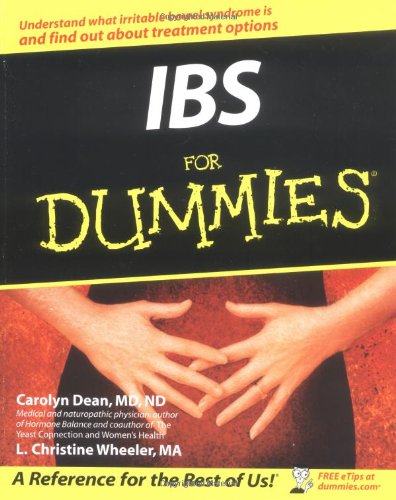 Understand what irritable bowel syndrome is
and find out about treatment options
IBS
FOR
DUMMIES®
Carolyn Dean, MD, ND
Medical and naturopathic physician, author
of Hormone Balance and coauthor of The
Yeast Connection and Women's Health
L. Christine Wheeler, MA
A Reference for the Rest of Us!®
FREE eTips at
dummies.com®